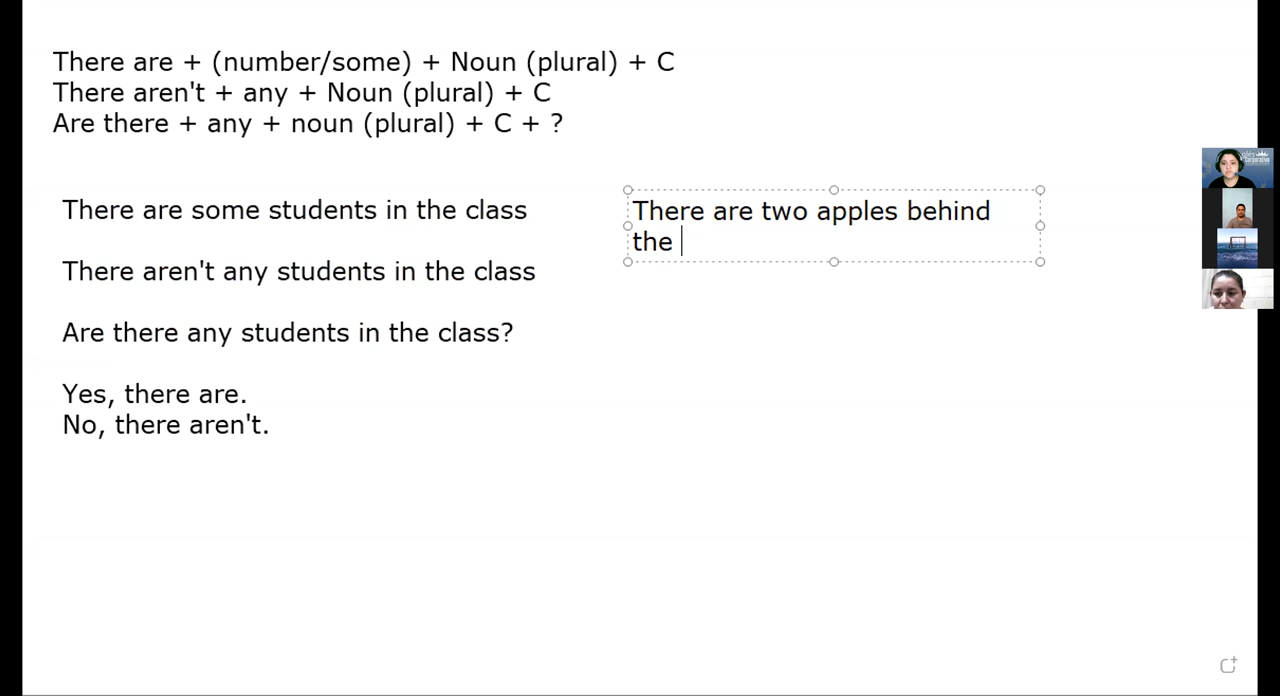 There are + (number/some) + Noun (plural) + C
There aren't + any + Noun (plural) + C
Are there + any + noun (plural) + C + ?
There are some students in the class
There aren't any students in the class
Are there any students in the class?
Yes, there are.
No, there aren't.
There are two apples behind
the